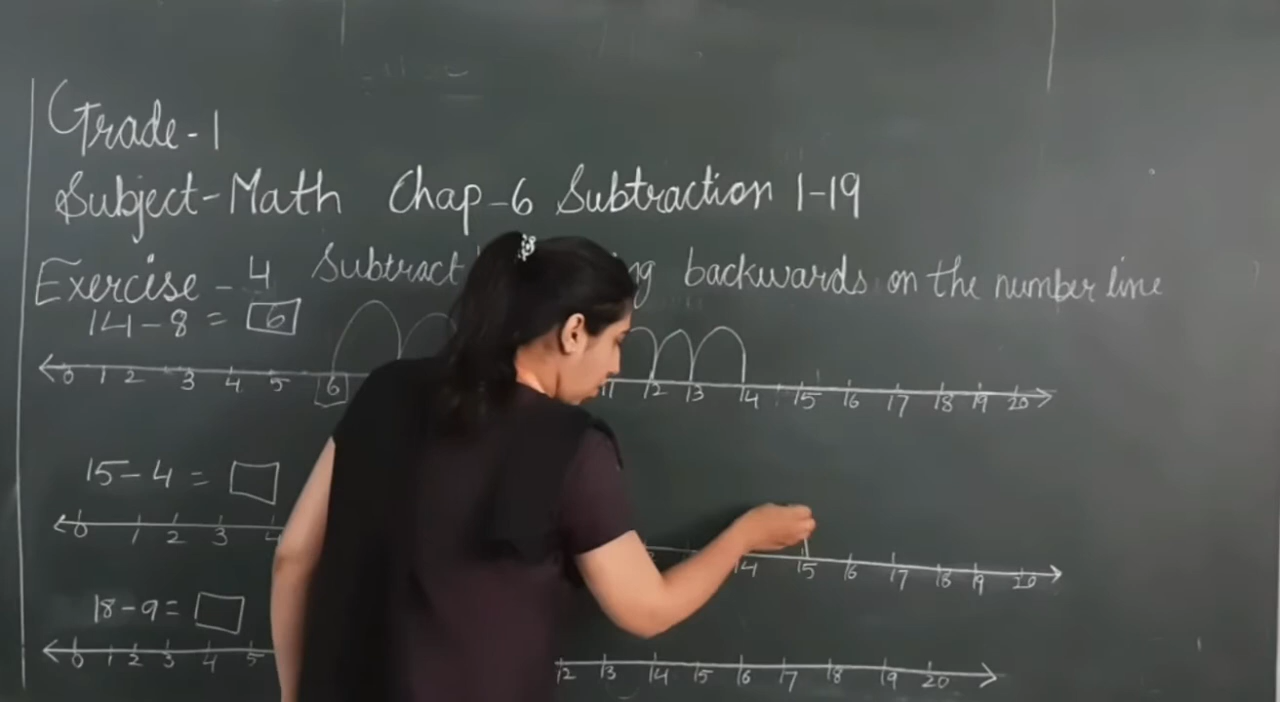 Grade-1
Subject-Math Chap-6 Subtraction 1-19
Exercise-4 Subtract backwards on the number line
14-8=6
0 1 2 3 4 5 6 11 12 13 14 15 16 17 18 19 20
15-4=
0 1 2 3 4 14 15 16 17 18 19 20
18-9=
0 1 2 3 4 5 12 13 14 15 16 17 18 19 20